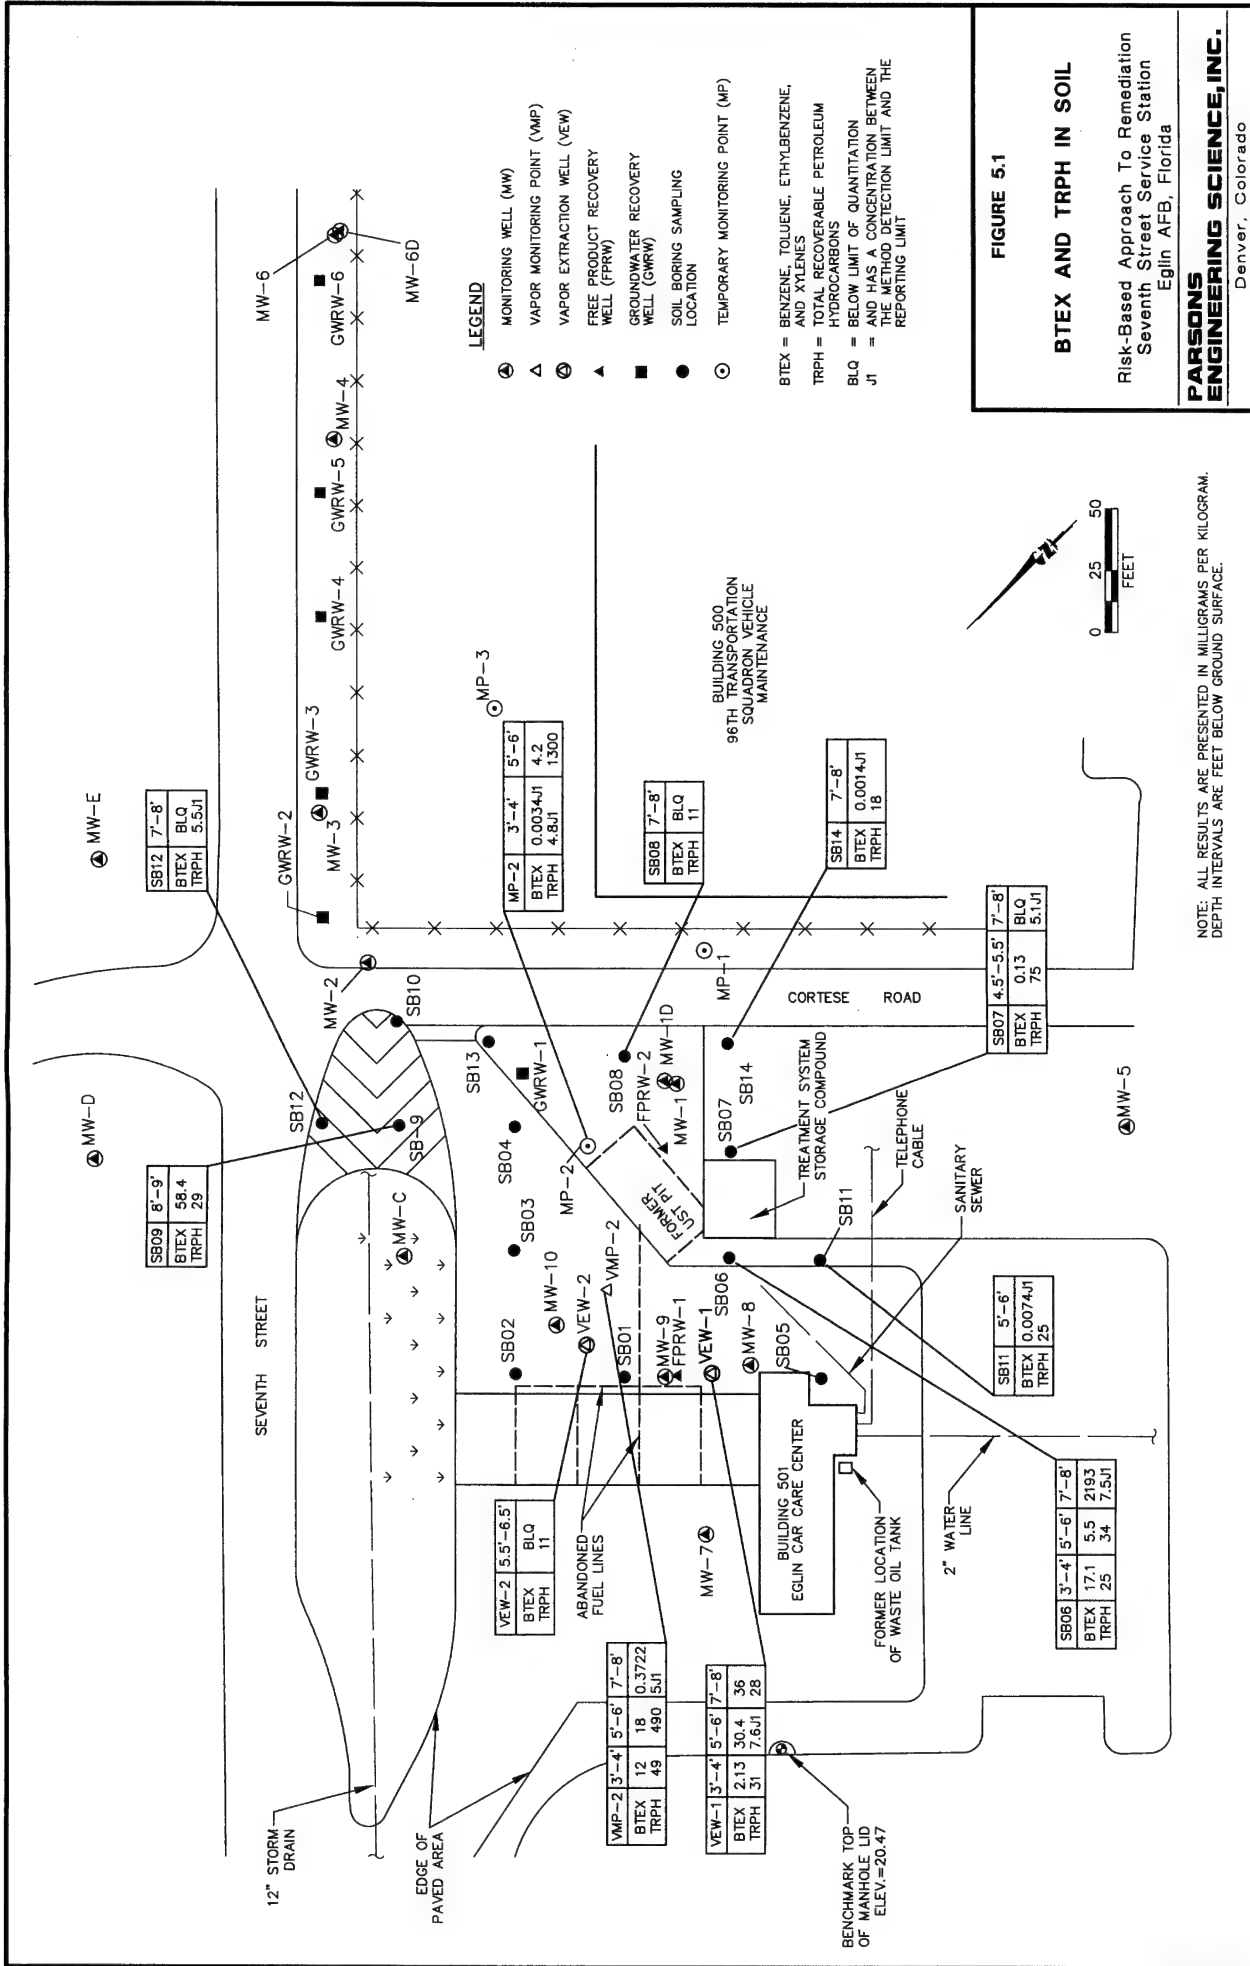 SEVENTH STREET
12" STORM
DRAIN
EDGE OF
PAVED AREA
MW-D
MW-E
SB09 8'-9'
BTEX 58.4
TRPH 29
SB12 7'-8'
BTEX BLQ
TRPH 5.5J1
SB12
SB-9
MW-C
MW-2
SB10
GWRW-2
MW-3
GWRW-3
GWRW-4
GWRW-5
MW-4
GWRW-6
MW-6
MW-6D
SB13
GWRW-1
SB04
SB03
SB02
MW-10
VEW-2
VMP-2
SB01
MW-9
FPRW-1
VEW-1
MW-8
SB05
SB06
MP-2
FORMER
UST PIT
SB08
FPRW-2
MW-1D
MW-1
SB07
SB14
MP-1
MP-3
CORTESE ROAD
MP-2 3'-4' 5'-6'
BTEX 0.0034J1 4.2
TRPH 4.8J1 1300
SB08 7'-8'
BTEX BLQ
TRPH 11
SB14 7'-8'
BTEX 0.0014J1
TRPH 18
SB07 4.5'-5.5' 7'-8'
BTEX 0.13 BLQ
TRPH 75 5.1J1
BUILDING 500
96TH TRANSPORTATION
SQUADRON VEHICLE
MAINTENANCE
VEW-2 5.5'-6.5'
BTEX BLQ
TRPH 11
ABANDONED
FUEL LINES
MW-7
VMP-2 3'-4' 5'-6' 7'-8'
BTEX 12 18 0.3722
TRPH 49 490 5J1
VEW-1 3'-4' 5'-6' 7'-8'
BTEX 2.13 30.4 36
TRPH 31 7.6J1 28
BENCHMARK TOP
OF MANHOLE LID
ELEV.=20.47
BUILDING 501
EGLIN CAR CARE CENTER
FORMER LOCATION
OF WASTE OIL TANK
2" WATER
LINE
SANITARY
SEWER
TELEPHONE
CABLE
TREATMENT SYSTEM
STORAGE COMPOUND
SB11
MW-5
SB11 5'-6'
BTEX 0.0074J1
TRPH 25
SB06 3'-4' 5'-6' 7'-8'
BTEX 17.1 5.5 2193
TRPH 25 34 7.5J1
LEGEND
MONITORING WELL (MW)
VAPOR MONITORING POINT (VMP)
VAPOR EXTRACTION WELL (VEW)
FREE PRODUCT RECOVERY
WELL (FPRW)
GROUNDWATER RECOVERY
WELL (GWRW)
SOIL BORING SAMPLING
LOCATION
TEMPORARY MONITORING POINT (MP)
BTEX = BENZENE, TOLUENE, ETHYLBENZENE,
AND XYLENES
TRPH = TOTAL RECOVERABLE PETROLEUM
HYDROCARBONS
BLQ = BELOW LIMIT OF QUANTITATION
J1 = AND HAS A CONCENTRATION BETWEEN
THE METHOD DETECTION LIMIT AND THE
REPORTING LIMIT
N
0 25 50
FEET
NOTE: ALL RESULTS ARE PRESENTED IN MILLIGRAMS PER KILOGRAM.
DEPTH INTERVALS ARE FEET BELOW GROUND SURFACE.
FIGURE 5.1
BTEX AND TRPH IN SOIL
Risk-Based Approach To Remediation
Seventh Street Service Station
Eglin AFB, Florida
PARSONS
ENGINEERING SCIENCE, INC.
Denver, Colorado